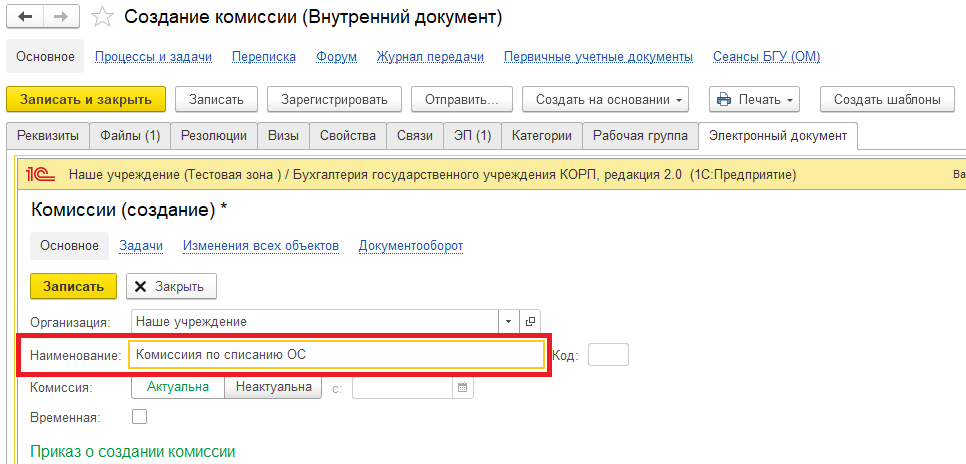 Создание комиссии (Внутренний документ)
Основное Процессы и задачи Переписка Форум Журнал передачи Первичные учетные документы Сеансы БГУ (ОМ)
Записать и закрыть Записать Зарегистрировать Отправить... Создать на основании Печать Создать шаблоны
Реквизиты Файлы (1) Резолюции Визы Свойства Связи ЭП (1) Категории Рабочая группа Электронный документ
1С Наше учреждение (Тестовая зона ) / Бухгалтерия государственного учреждения КОРП, редакция 2.0 (1С:Предприятие) Ва
Комиссии (создание) *
Основное Задачи Изменения всех объектов Документооборот
Записать Закрыть
Организация: Наше учреждение
Наименование: Комиссиия по списанию ОС Код:
Комиссия: Актуальна Неактуальна с:
Временная:
Приказ о создании комиссии